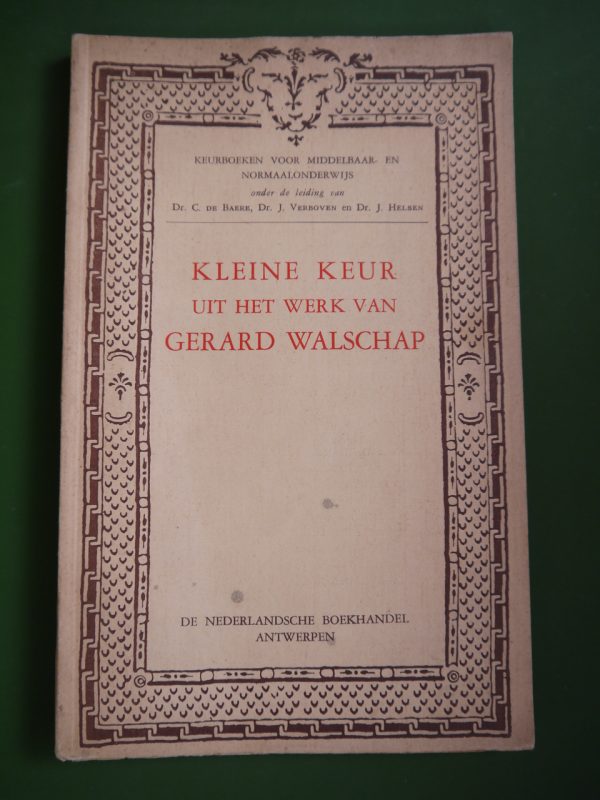 KEURBOEKEN VOOR MIDDELBAAR- EN
NORMAALONDERWIJS
onder de leiding van
Dr. C. DE BAERE, Dr. J. VERBOVEN en Dr. J. HELSEN
KLEINE KEUR
UIT HET WERK VAN
GERARD WALSCHAP
DE NEDERLANDSCHE BOEKHANDEL
ANTWERPEN